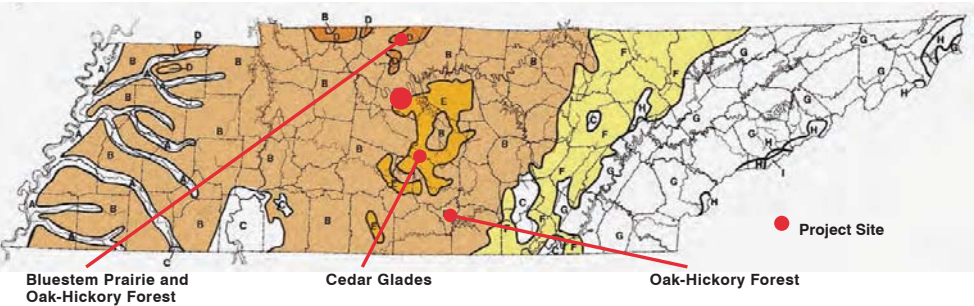 B D
D D D G H G
B F G
B B D B
A D F G
B
B E H G H
C G
A B B F G H
B B H
B B H
F G I
G
A B C G H
B C B F G
Project Site
F
C
Bluestem Prairie and
Oak-Hickory Forest
Cedar Glades
Oak-Hickory Forest